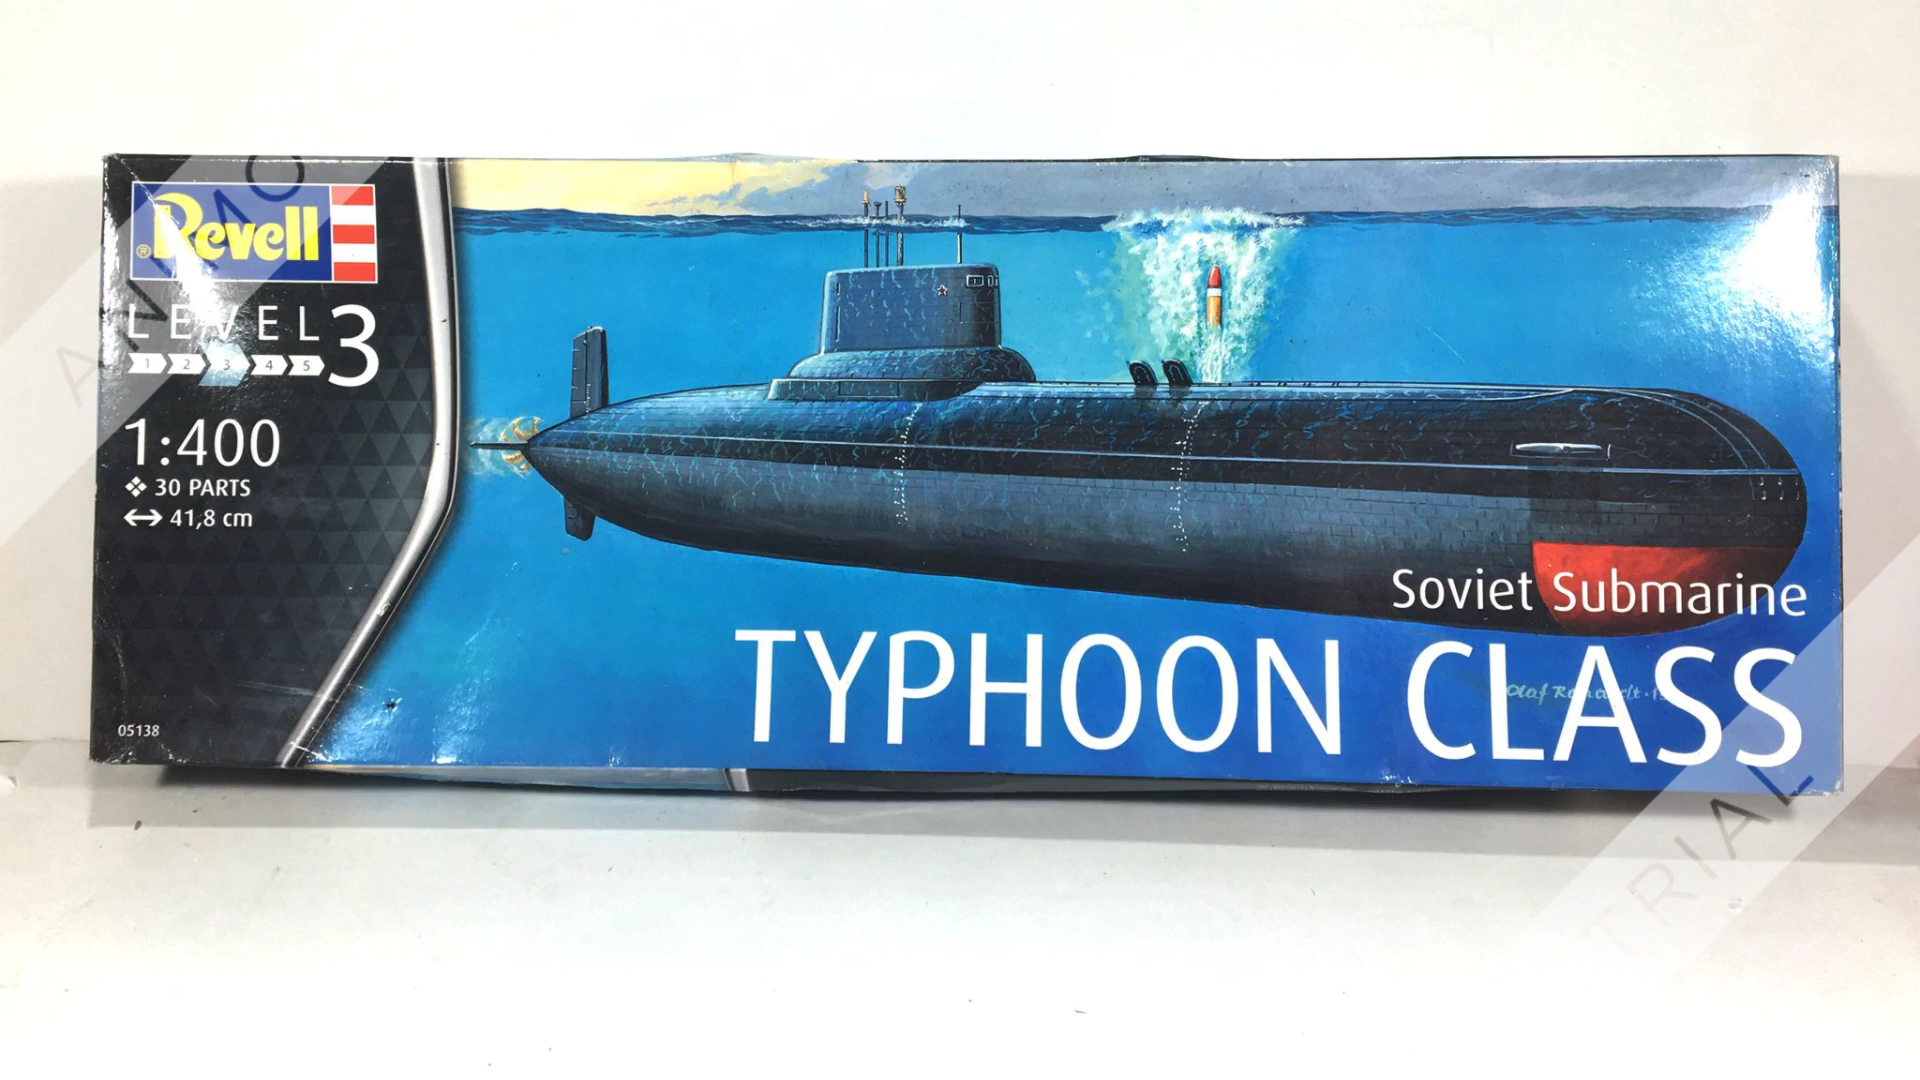 Revell
®
LEVEL 3
1 2 3 4 5
1:400
30 PARTS
41,8 cm
05138
Soviet Submarine
TYPHOON CLASS
TRIAL